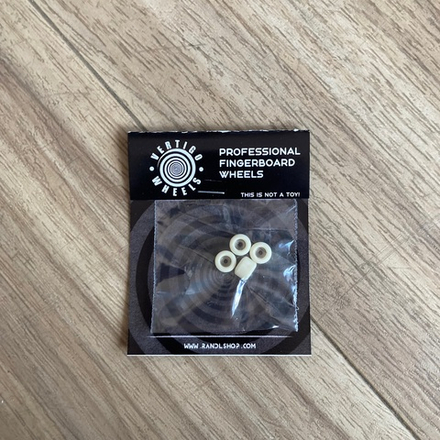 VERTIGO
WHEELS
PROFESSIONAL
FINGERBOARD
WHEELS
THIS IS NOT A TOY!
WWW.RANDLSHOP.COM